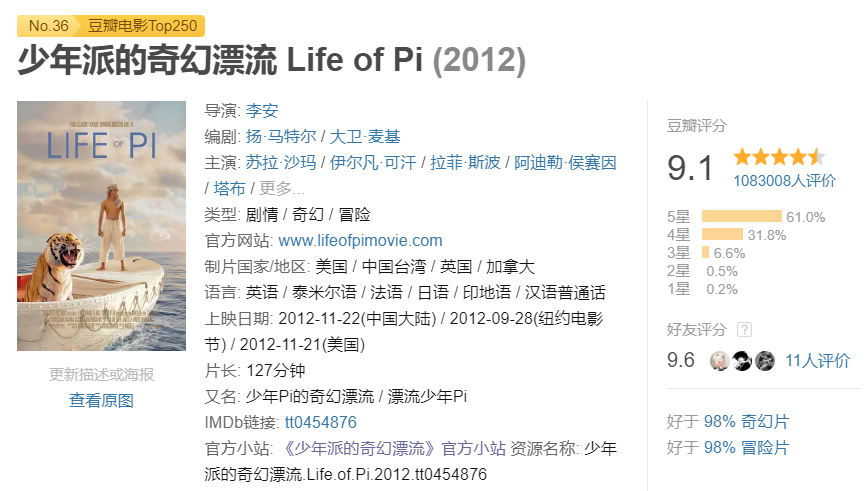 No.36 豆瓣电影Top250
少年派的奇幻漂流 Life of Pi (2012)
LIFE OF PI
更新描述或海报
查看原图
导演: 李安
编剧: 扬·马特尔 / 大卫·麦基
主演: 苏拉·沙玛 / 伊尔凡·可汗 / 拉菲·斯波 / 阿迪勒·侯赛因
/ 塔布 / 更多...
类型: 剧情 / 奇幻 / 冒险
官方网站: www.lifeofpimovie.com
制片国家/地区: 美国 / 中国台湾 / 英国 / 加拿大
语言: 英语 / 泰米尔语 / 法语 / 日语 / 印地语 / 汉语普通话
上映日期: 2012-11-22(中国大陆) / 2012-09-28(纽约电影
节) / 2012-11-21(美国)
片长: 127分钟
又名: 少年Pi的奇幻漂流 / 漂流少年Pi
IMDb链接: tt0454876
官方小站: 《少年派的奇幻漂流》官方小站 资源名称: 少年
派的奇幻漂流.Life.of.Pi.2012.tt0454876
豆瓣评分
9.1
1083008人评价
5星 61.0%
4星 31.8%
3星 6.6%
2星 0.5%
1星 0.2%
好友评分 ?
9.6 11人评价
好于 98% 奇幻片
好于 98% 冒险片